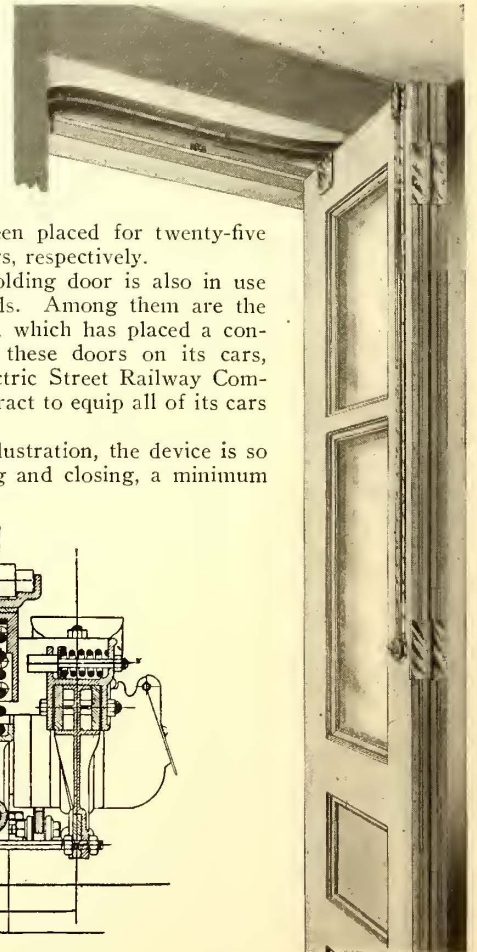 een placed for twenty-five
rs, respectively.
olding door is also in use
ds. Among them are the
, which has placed a con-
these doors on its cars,
ctric Street Railway Com-
ract to equip all of its cars
lustration, the device is so
g and closing, a minimum